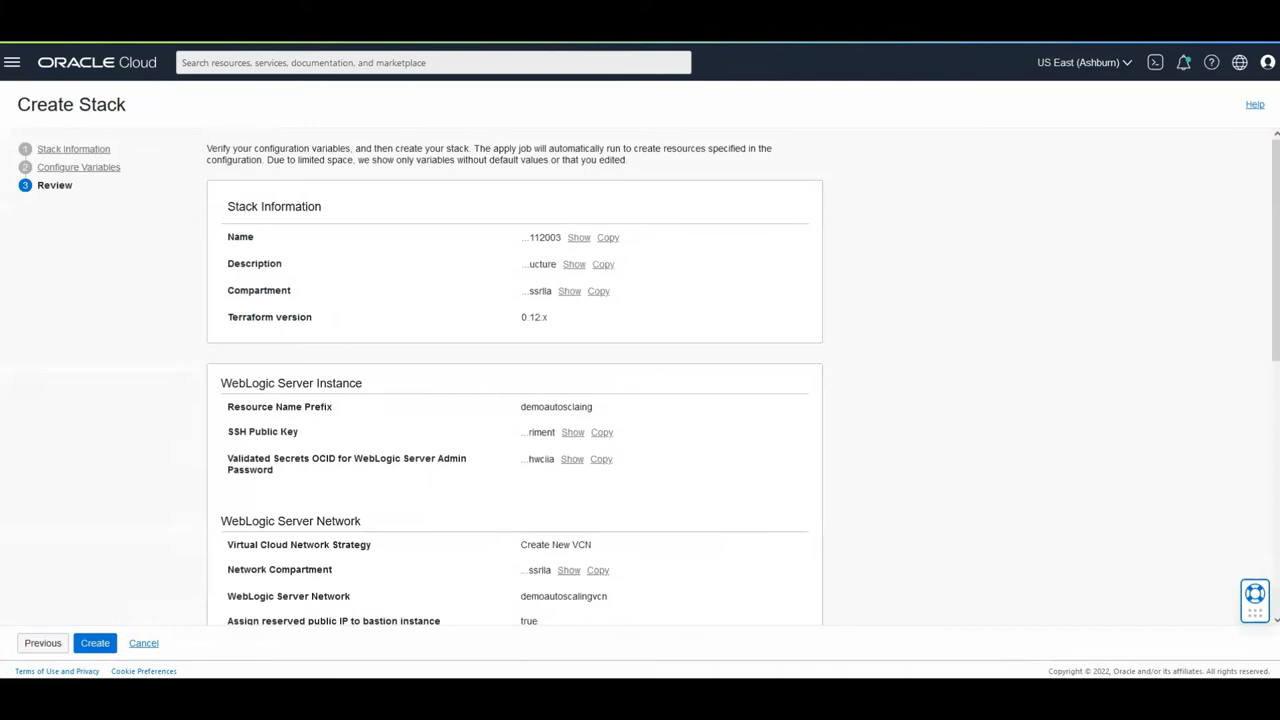 ORACLE Cloud
Search resources, services, documentation, and marketplace
US East (Ashburn)
Create Stack
Help
1 Stack Information
2 Configure Variables
3 Review
Verify your configuration variables, and then create your stack. The apply job will automatically run to create resources specified in the
configuration. Due to limited space, we show only variables without default values or that you edited.
Stack Information
Name ...112003 Show Copy
Description ...ucture Show Copy
Compartment ...ssrlla Show Copy
Terraform version 0.12.x
WebLogic Server Instance
Resource Name Prefix demoautosclaing
SSH Public Key ...riment Show Copy
Validated Secrets OCID for WebLogic Server Admin
Password ...hwciia Show Copy
WebLogic Server Network
Virtual Cloud Network Strategy Create New VCN
Network Compartment ...ssrlla Show Copy
WebLogic Server Network demoautoscalingvcn
Assign reserved public IP to bastion instance true
Previous Create Cancel
Terms of Use and Privacy Cookie Preferences
Copyright © 2022, Oracle and/or its affiliates. All rights reserved.